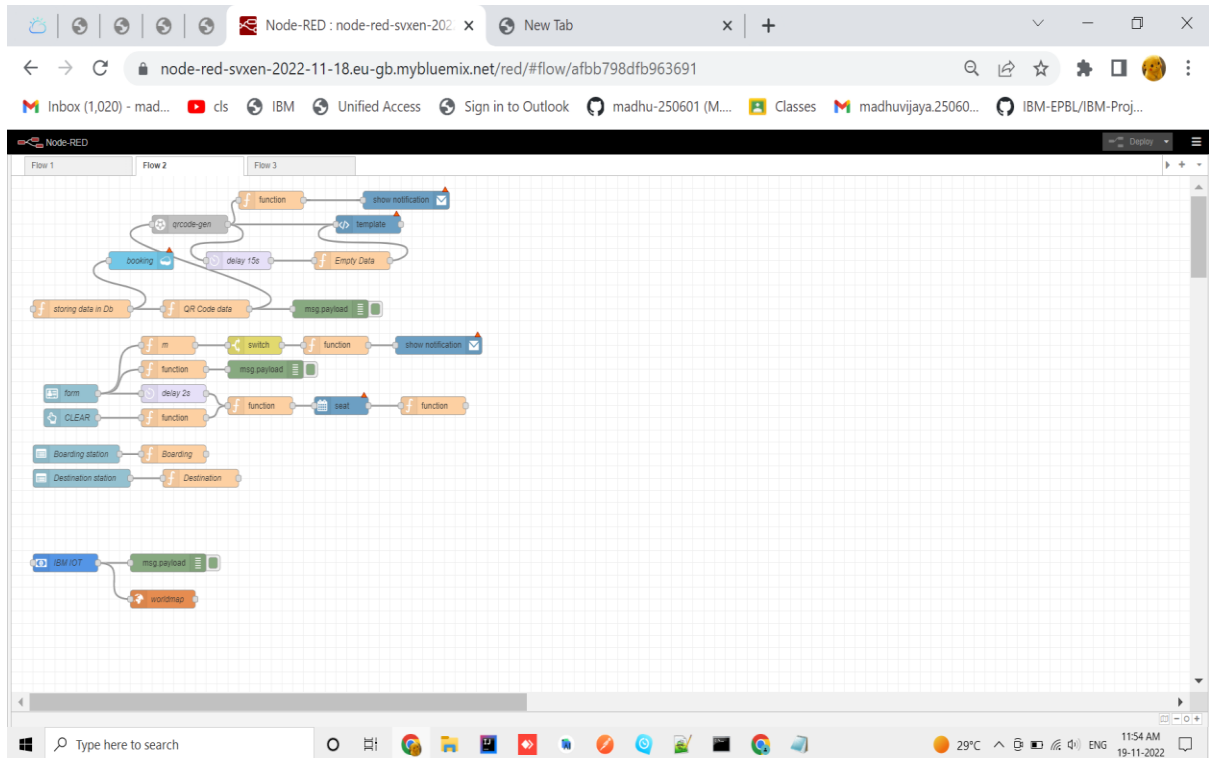 Node-RED : node-red-svxen-202 New Tab
node-red-svxen-2022-11-18.eu-gb.mybluemix.net/red/#flow/afbb798dfb963691
Inbox (1,020) - mad... cls IBM Unified Access Sign in to Outlook madhu-250601 (M.... Classes madhuvijaya.25060... IBM-EPBL/IBM-Proj...
Node-RED Deploy
Flow 1 Flow 2 Flow 3
function show notification
qrcode-gen template
booking delay 15s Empty Data
storing data in Db QR Code data msg.payload
m switch function show notification
function msg.payload
form delay 2s
function seat function
CLEAR function
Boarding station Boarding
Destination station Destination
IBM IOT msg.payload
worldmap
Type here to search 29°C ENG 11:54 AM
19-11-2022